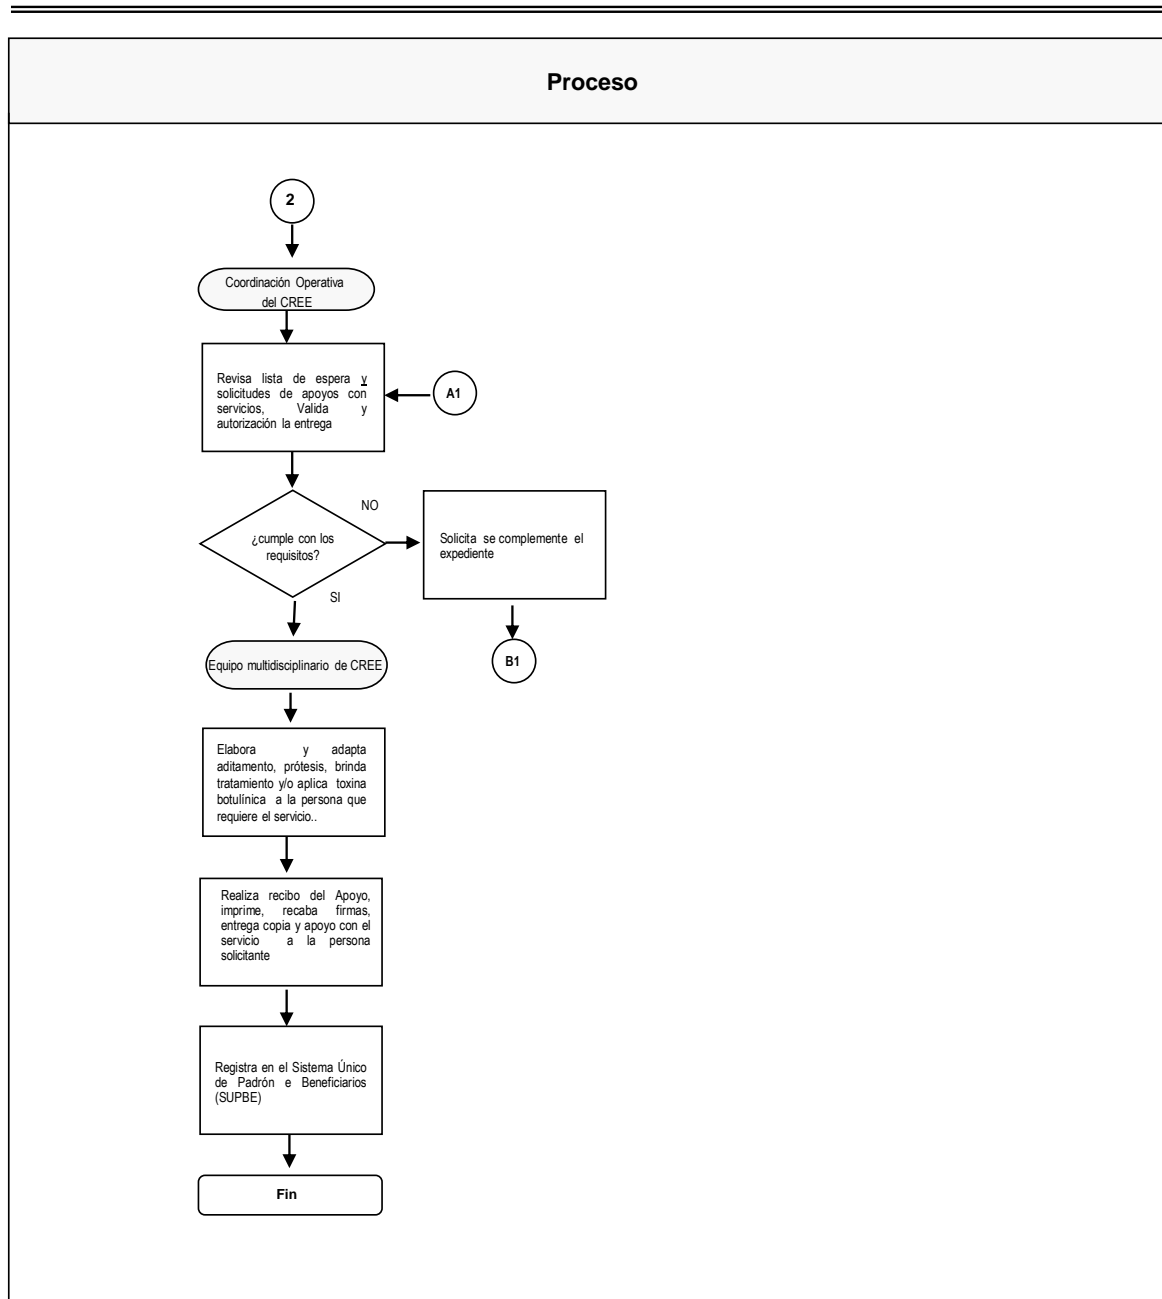 Proceso
2
Coordinación Operativa
del CREE
Revisa lista de espera y
solicitudes de apoyos con
servicios, Valida y
autorización la entrega
A1
NO
¿cumple con los
requisitos?
Solicita se complemente el
expediente
SI
B1
Equipo multidisciplinario de CREE
Elabora y adapta
aditamento, prótesis, brinda
tratamiento y/o aplica toxina
botulínica a la persona que
requiere el servicio..
Realiza recibo del Apoyo,
imprime, recaba firmas,
entrega copia y apoyo con el
servicio a la persona
solicitante
Registra en el Sistema Único
de Padrón e Beneficiarios
(SUPBE)
Fin